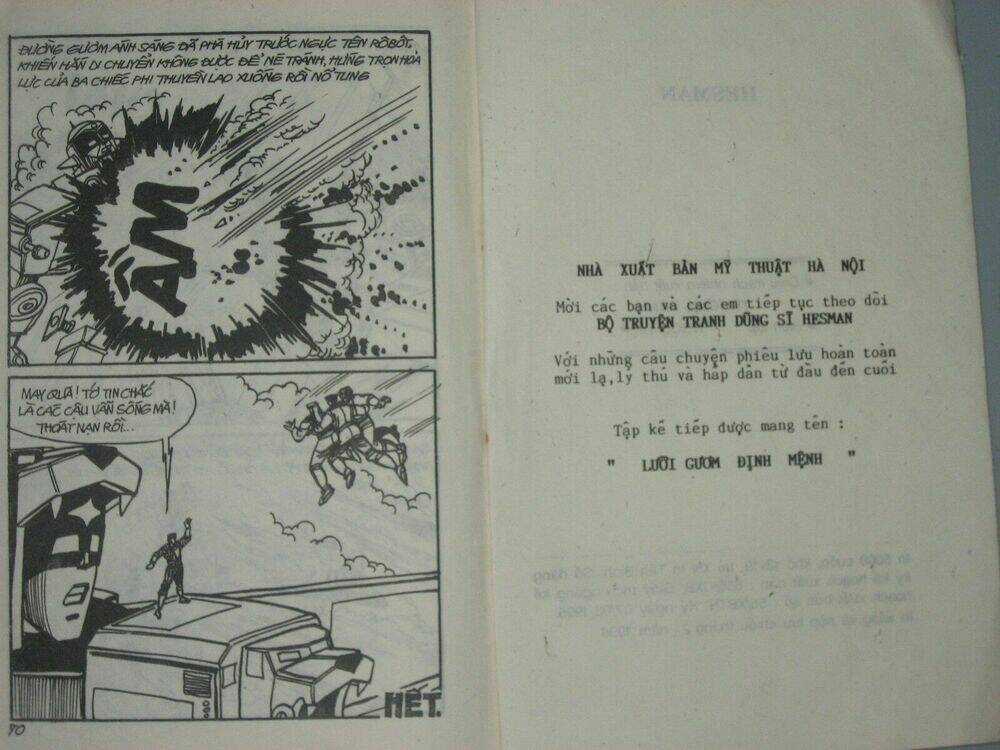 ĐƯỜNG GƯƠM ÁNH SÁNG ĐÃ PHÁ HỦY TRƯỚC NGỰC TÊN RÔBỐT,
KHIẾN HẮN DI CHUYỂN KHÔNG ĐƯỢC ĐỂ NÉ TRÁNH, HỨNG TRỌN HỎA
LỰC CỦA BA CHIẾC PHI THUYỀN LAO XUỐNG RỒI NỔ TUNG
ẦM
MAY QUÁ! TỚ TIN CHẮC
LÀ CÁC CẬU VẪN SỐNG MÀ!
THOÁT NẠN RỒI...
HẾT.
70
HESMAN
NHÀ XUẤT BẢN MỸ THUẬT HÀ NỘI
Mời các bạn và các em tiếp tục theo dõi
BỘ TRUYỆN TRANH DŨNG SĨ HESMAN
Với những câu chuyện phiêu lưu hoàn toàn
mới lạ,lý thú và hấp dẫn từ đầu đến cuối
Tập kế tiếp được mang tên :
" LƯỠI GƯƠM ĐỊNH MỆNH "